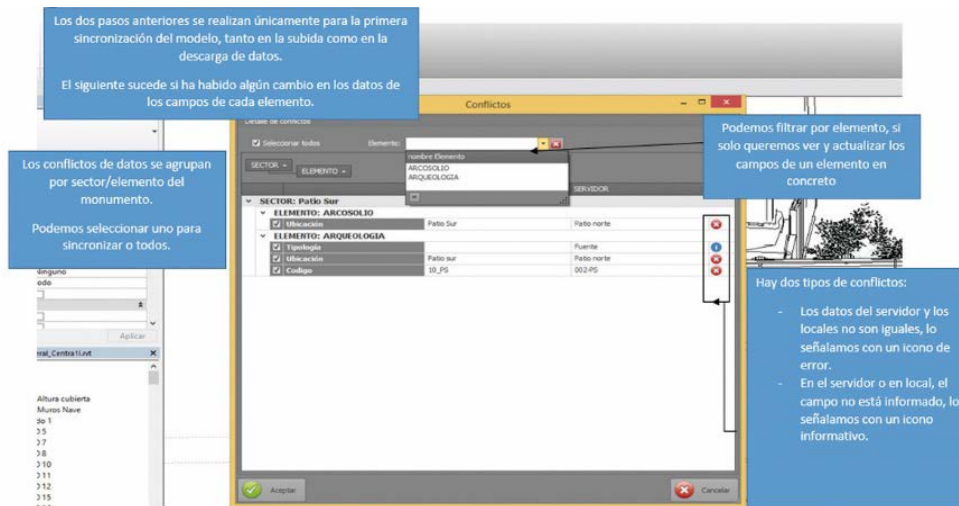 Los dos pasos anteriores se realizan únicamente para la primera
sincronización del modelo, tanto en la subida como en la
descarga de datos.
El siguiente sucede si ha habido algún cambio en los datos de
los campos de cada elemento.
Conflictos
Detalle de conflictos
Seleccionar todos
Elemento:
nombre Elemento
ARCOSOLIO
ARQUEOLOGIA
SECTOR
ELEMENTO
SERVIDOR
SECTOR: Patio Sur
ELEMENTO: ARCOSOLIO
Ubicación Patio Sur Patio norte
ELEMENTO: ARQUEOLOGIA
Tipología Fuente
Ubicación Patio sur Patio norte
Codigo 10_PS 002-PS
Aceptar
Cancelar
Podemos filtrar por elemento, si
solo queremos ver y actualizar los
campos de un elemento en
concreto
Los conflictos de datos se agrupan
por sector/elemento del
monumento.
Podemos seleccionar uno para
sincronizar o todos.
Hay dos tipos de conflictos:
- Los datos del servidor y los
locales no son iguales, lo
señalamos con un icono de
error.
- En el servidor o en local, el
campo no está informado, lo
señalamos con un icono
informativo.
Ninguno
Aplicar
Altura cubierta
Muros Nave